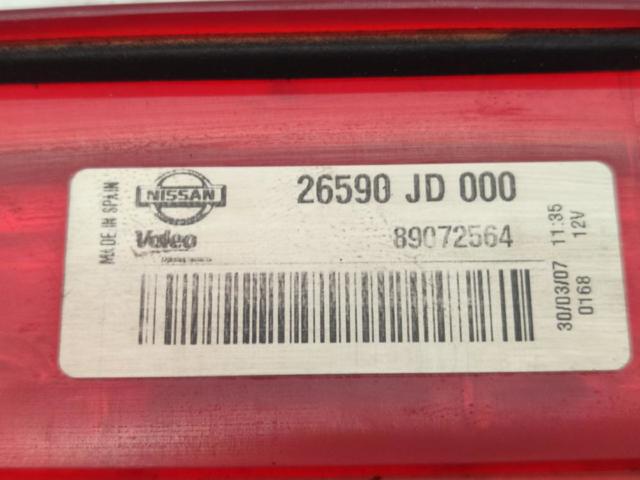 MADE IN SPAIN
NISSAN
26590 JD 000
Valeo
89072564
30/03/07 11:35
0168 12V